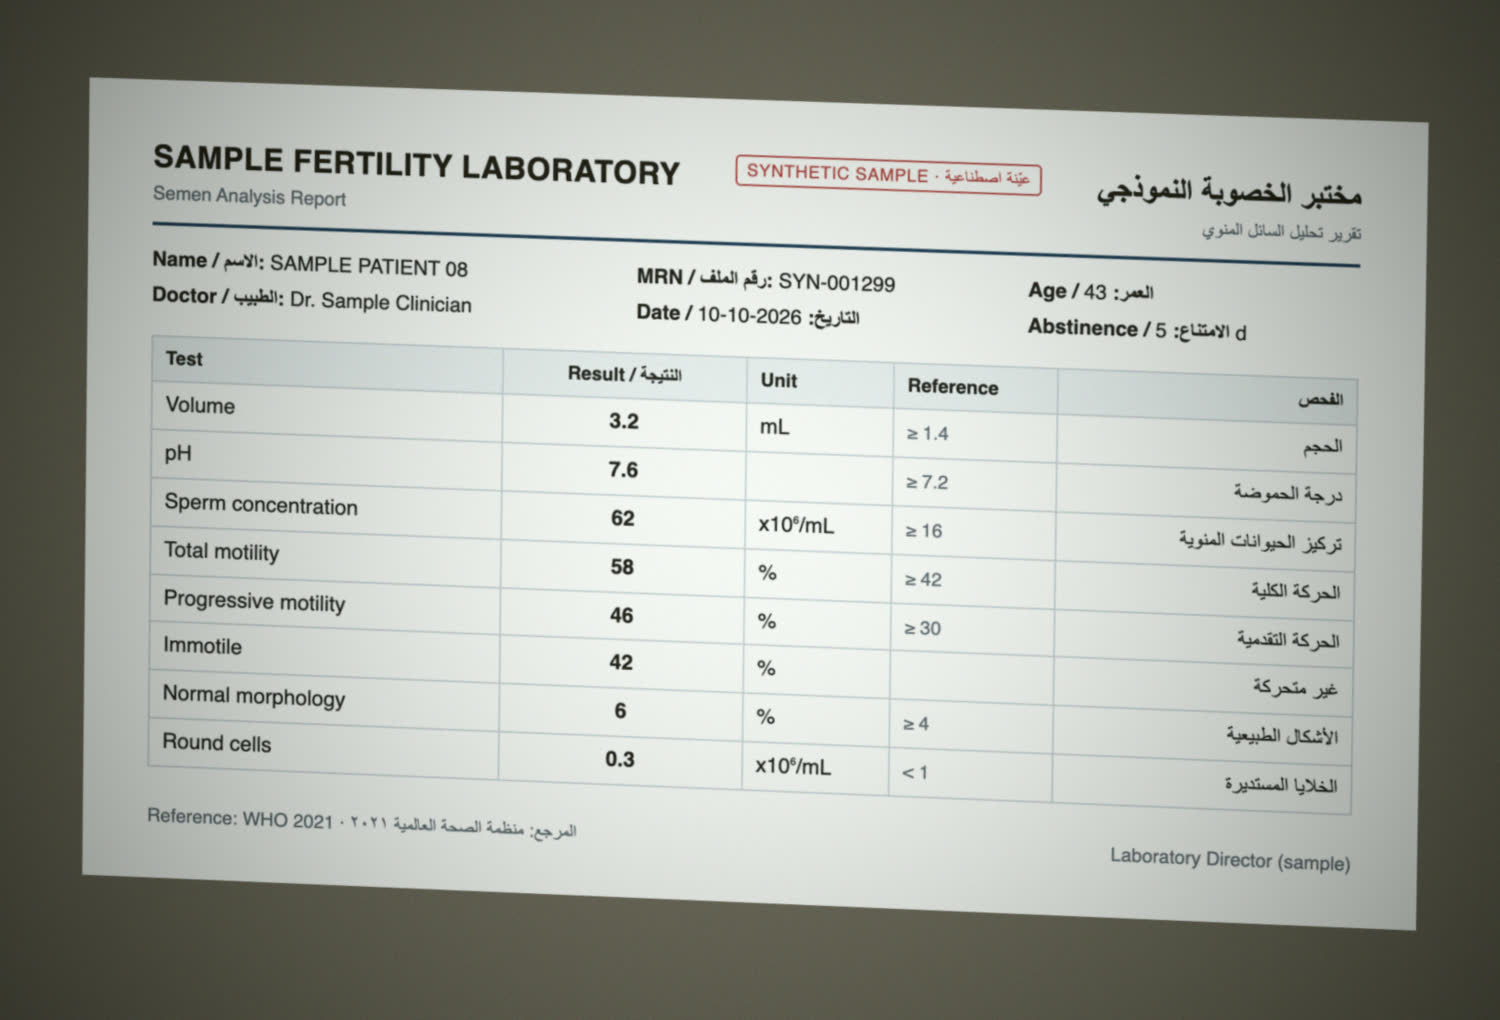 SAMPLE FERTILITY LABORATORY
Semen Analysis Report
SYNTHETIC SAMPLE · عيّنة اصطناعية
مختبر الخصوبة النموذجي
تقرير تحليل السائل المنوي
Name / الاسم: SAMPLE PATIENT 08
MRN / رقم الملف: SYN-001299
Age / العمر: 43
Doctor / الطبيب: Dr. Sample Clinician
Date / التاريخ: 10-10-2026
Abstinence / الامتناع: 5 d
Test Result / النتيجة Unit Reference الفحص
Volume 3.2 mL ≥ 1.4 الحجم
pH 7.6 ≥ 7.2 درجة الحموضة
Sperm concentration 62 x10⁶/mL ≥ 16 تركيز الحيوانات المنوية
Total motility 58 % ≥ 42 الحركة الكلية
Progressive motility 46 % ≥ 30 الحركة التقدمية
Immotile 42 % غير متحركة
Normal morphology 6 % ≥ 4 الأشكال الطبيعية
Round cells 0.3 x10⁶/mL < 1 الخلايا المستديرة
Reference: WHO 2021 · المرجع: منظمة الصحة العالمية ٢٠٢١
Laboratory Director (sample)